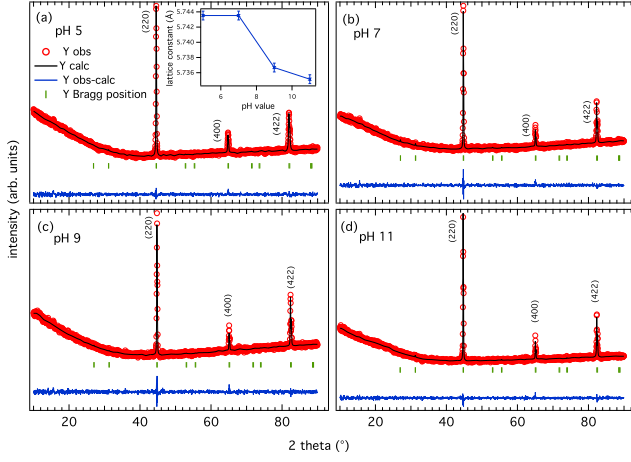 (a)
pH 5
Y obs
Y calc
Y obs-calc
Y Bragg position
(220)
(400)
(422)
lattice constant (Å)
5.744
5.742
5.740
5.738
5.736
6
8
10
pH value
(b)
pH 7
(220)
(400)
(422)
intensity (arb. units)
(c)
pH 9
(220)
(400)
(422)
(d)
pH 11
(220)
(400)
(422)
20
40
60
80
20
40
60
80
2 theta (°)